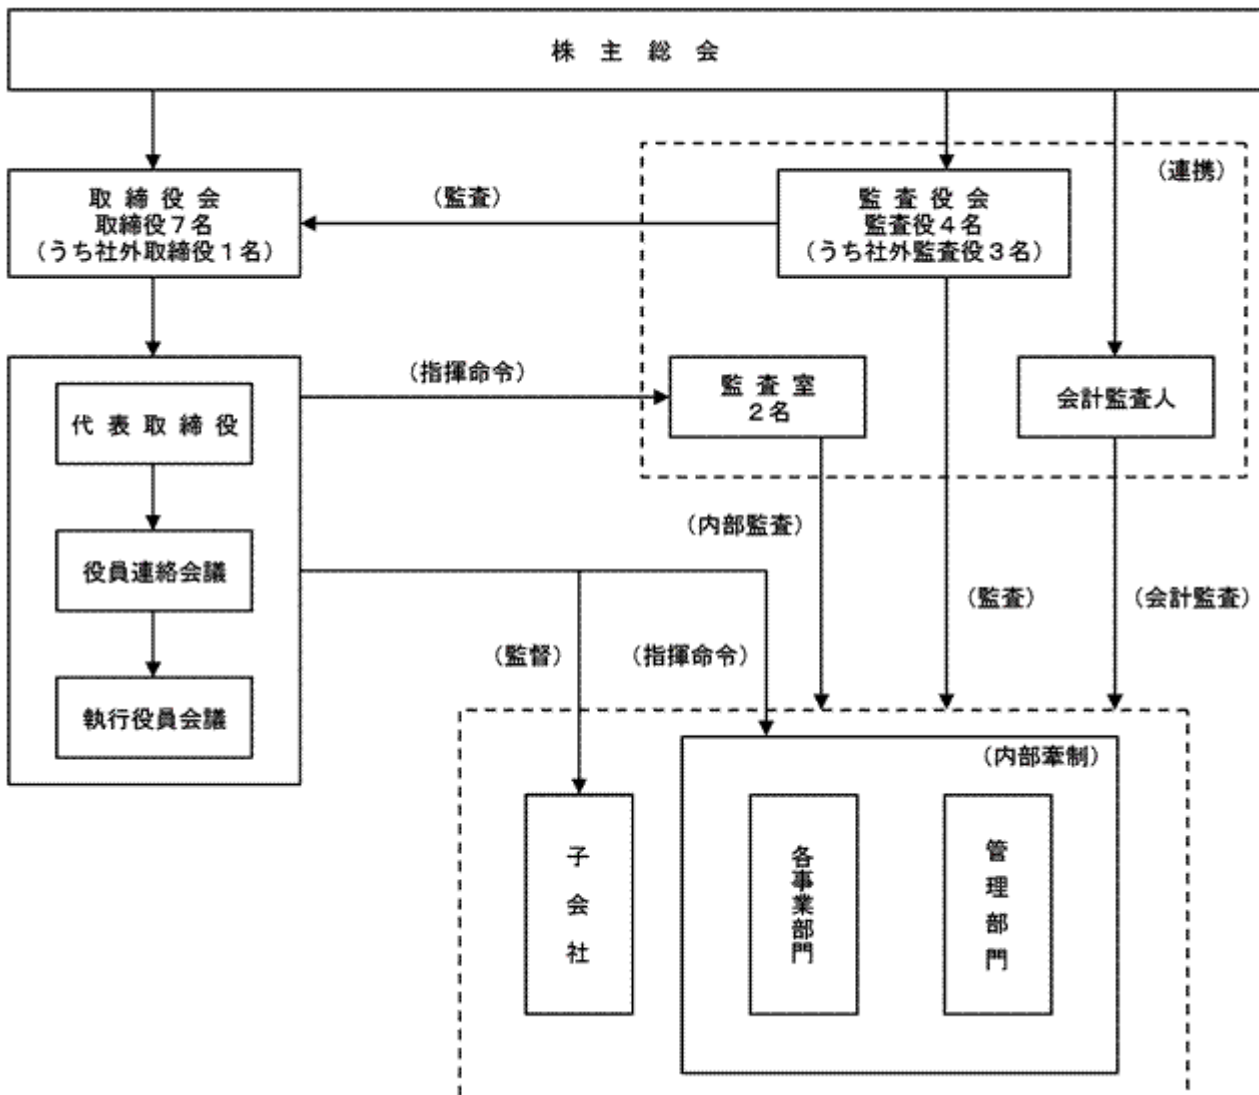 株主総会
(連携)
取締役会
取締役7名
(うち社外取締役1名)
(監査)
監査役会
監査役4名
(うち社外監査役3名)
(指揮命令)
監査室
2名
会計監査人
代表取締役
役員連絡会議
執行役員会議
(内部監査)
(監査)
(会計監査)
(監督)
(指揮命令)
(内部牽制)
子会社
各事業部門
管理部門